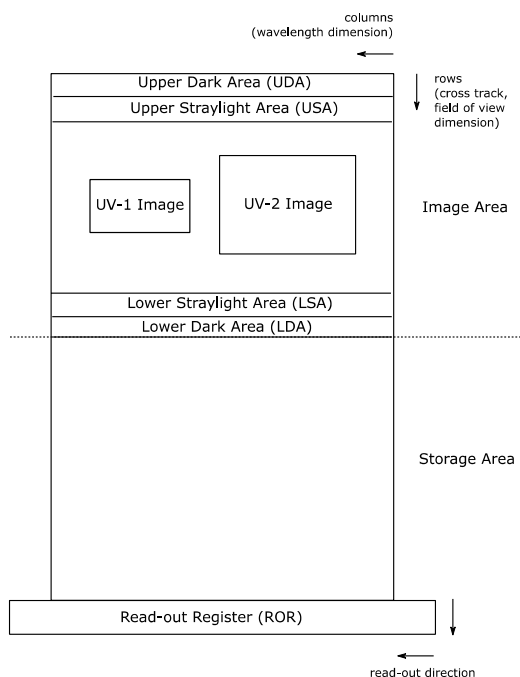 columns
(wavelength dimension)
rows
(cross track,
field of view
dimension)
Upper Dark Area (UDA)
Upper Straylight Area (USA)
UV-1 Image
UV-2 Image
Image Area
Lower Straylight Area (LSA)
Lower Dark Area (LDA)
Storage Area
Read-out Register (ROR)
read-out direction